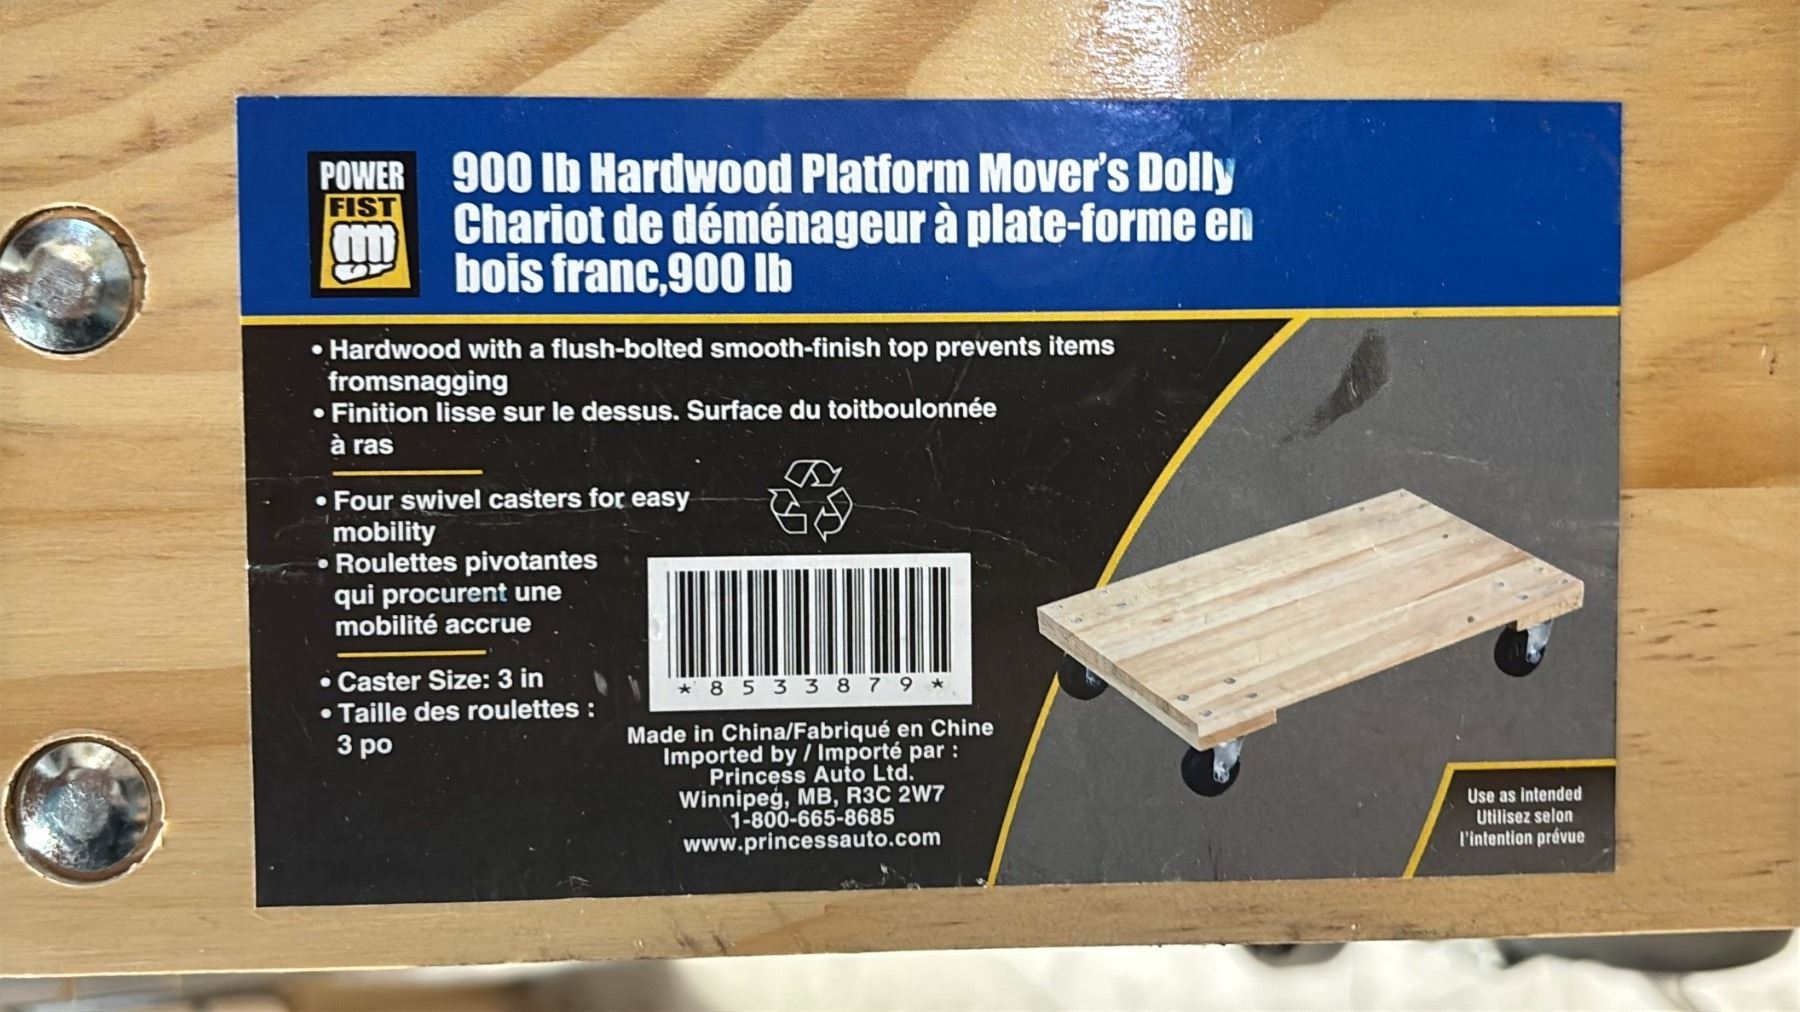 POWER
FIST
900 lb Hardwood Platform Mover's Dolly
Chariot de déménageur à plate-forme en
bois franc,900 lb
• Hardwood with a flush-bolted smooth-finish top prevents items
fromsnagging
• Finition lisse sur le dessus. Surface du toitboulonnée
à ras
• Four swivel casters for easy
mobility
• Roulettes pivotantes
qui procurent une
mobilité accrue
• Caster Size: 3 in
• Taille des roulettes :
3 po
*8533879*
Made in China/Fabriqué en Chine
Imported by / Importé par :
Princess Auto Ltd.
Winnipeg, MB, R3C 2W7
1-800-665-8685
www.princessauto.com
Use as intended
Utilisez selon
l'intention prévue